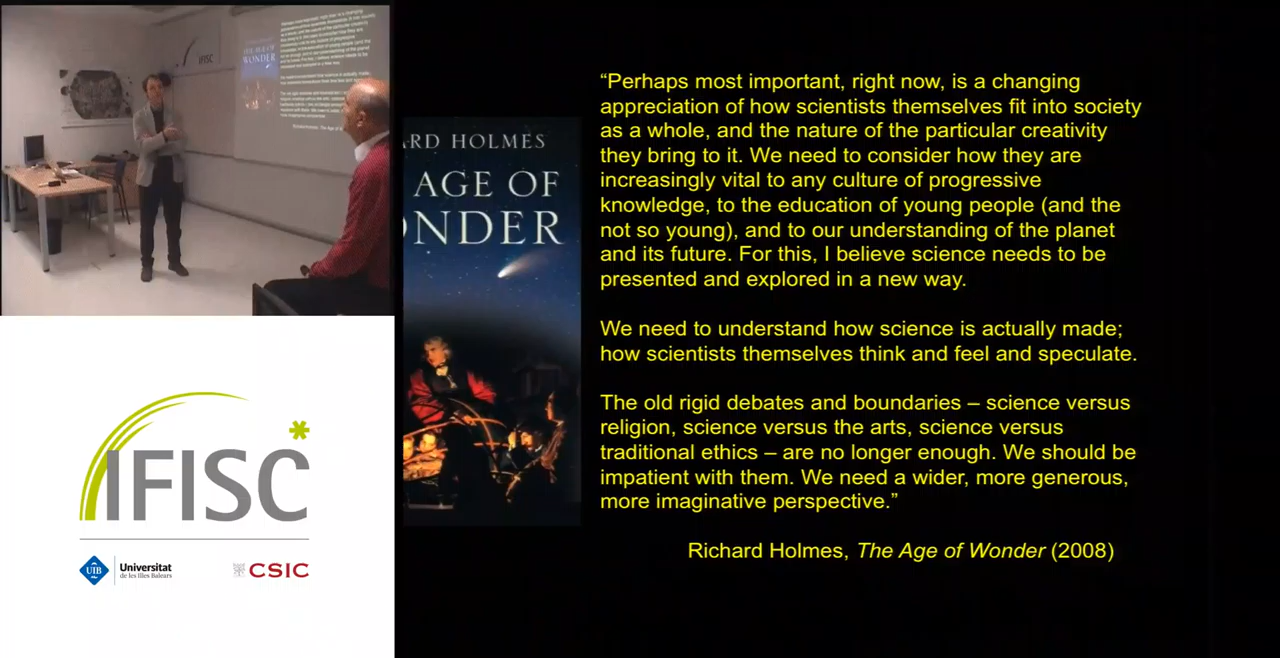 IFISC
AGE OF
WONDER
“Perhaps most important, right now, is a changing
appreciation of how scientists themselves fit into society
as a whole, and the nature of the particular creativity
they bring to it. We need to consider how they are
increasingly vital to any culture of progressive
knowledge, to the education of young people (and the
not so young), and to our understanding of the planet
and its future. For this, I believe science needs to be
presented and explored in a new way.
We need to understand how science is actually made;
how scientists themselves think and feel and speculate.
The old rigid debates and boundaries – science versus
religion, science versus the arts, science versus
traditional ethics – are no longer enough. We should be
impatient with them. We need a wider, more generous,
more imaginative perspective.”
Richard Holmes, The Age of Wonder (2008)
ARD HOLMES
AGE OF
ONDER
IFISC
UIB Universitat
de les Illes Balears
CSIC